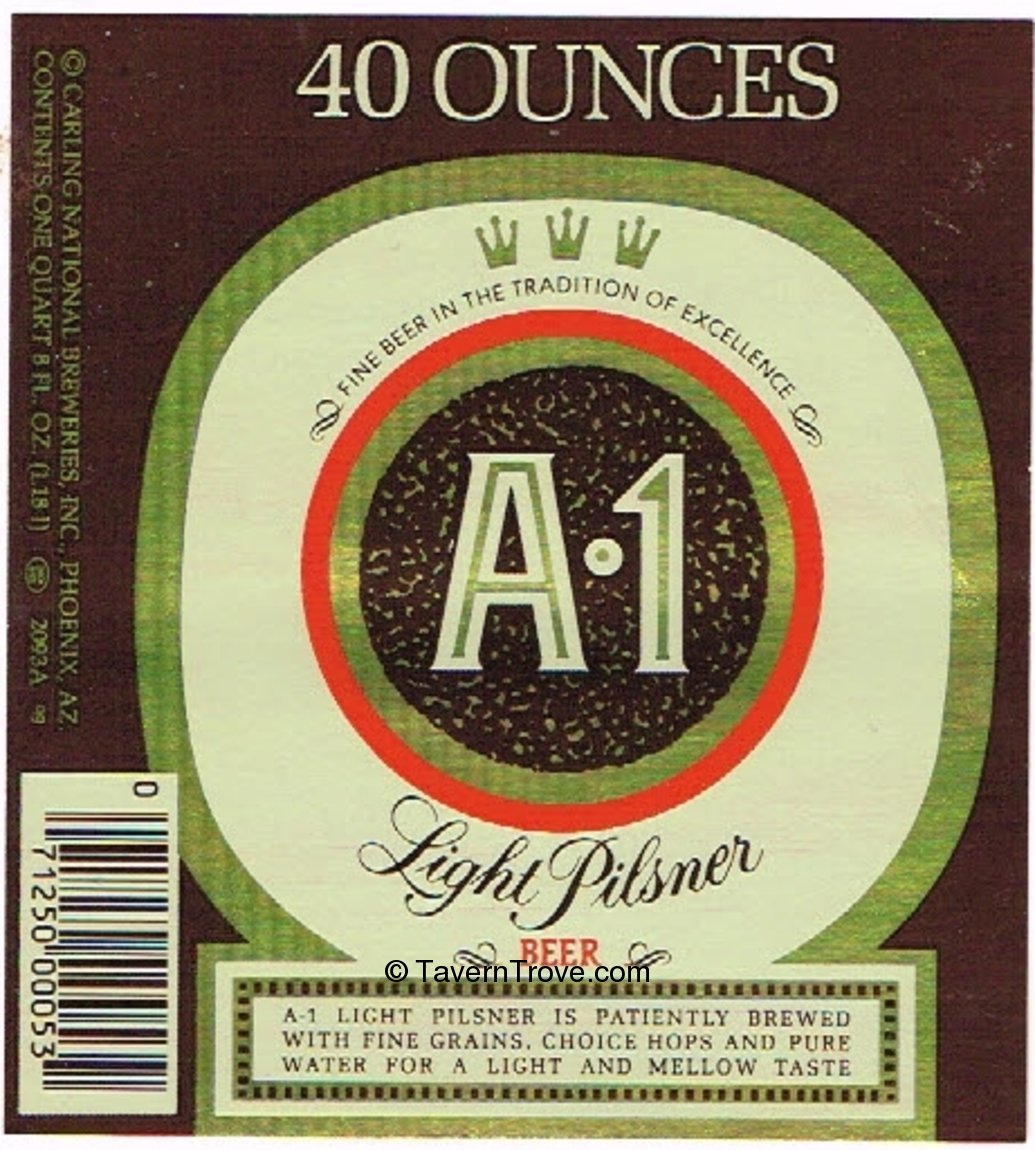 40 OUNCES
FINE BEER IN THE TRADITION OF EXCELLENCE
A·1
Light Pilsner
BEER
© TavernTrove.com
A-1 LIGHT PILSNER IS PATIENTLY BREWED
WITH FINE GRAINS, CHOICE HOPS AND PURE
WATER FOR A LIGHT AND MELLOW TASTE
© CARLING NATIONAL BREWERIES, INC., PHOENIX, AZ.
CONTENTS ONE QUART 8 FL. OZ. (1.18 l) 2093A
0 71250 00053